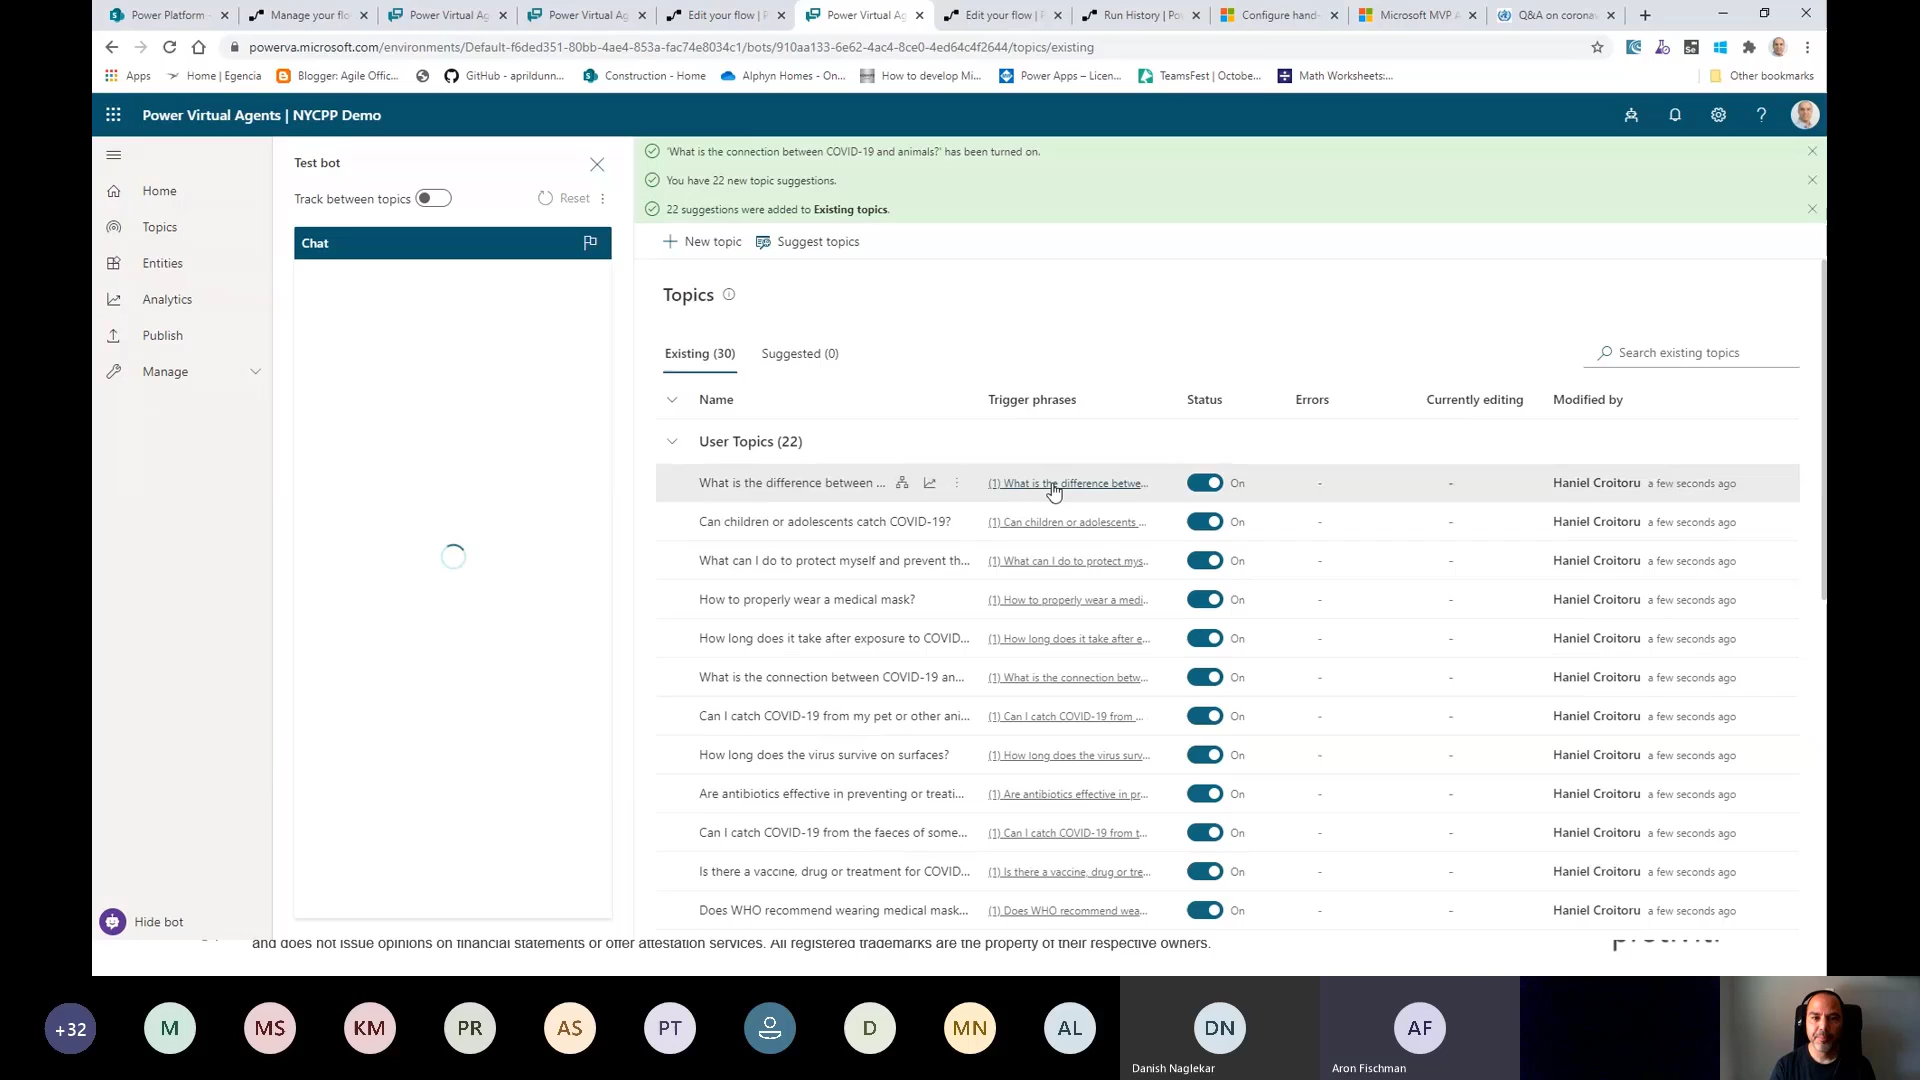 Power Platform -
Manage your flo
Power Virtual Ag
Power Virtual Ag
Edit your flow | P
Power Virtual Ag
Edit your flow | P
Run History | Po
Configure hand-
Microsoft MVP A
Q&A on corona
powerva.microsoft.com/environments/Default-f6ded351-80bb-4ae4-853a-fac74e8034c1/bots/910aa133-6e62-4ac4-8ce0-4ed64c4f2644/topics/existing
Apps
Home | Egencia
Blogger: Agile Offic...
GitHub - aprildunn...
Construction - Home
Alphyn Homes - On...
How to develop Mi...
Power Apps – Licen...
TeamsFest | Octobe...
Math Worksheets:...
Other bookmarks
Power Virtual Agents | NYCPP Demo
Home
Topics
Entities
Analytics
Publish
Manage
Hide bot
Test bot
Track between topics
Reset
Chat
'What is the connection between COVID-19 and animals?' has been turned on.
You have 22 new topic suggestions.
22 suggestions were added to Existing topics.
New topic
Suggest topics
Topics
Existing (30)
Suggested (0)
Search existing topics
Name Trigger phrases Status Errors Currently editing Modified by
User Topics (22)
What is the difference between ... (1) What is the difference betwe... On - - Haniel Croitoru a few seconds ago
Can children or adolescents catch COVID-19? (1) Can children or adolescents ... On - - Haniel Croitoru a few seconds ago
What can I do to protect myself and prevent th... (1) What can I do to protect mys... On - - Haniel Croitoru a few seconds ago
How to properly wear a medical mask? (1) How to properly wear a medi... On - - Haniel Croitoru a few seconds ago
How long does it take after exposure to COVID... (1) How long does it take after e... On - - Haniel Croitoru a few seconds ago
What is the connection between COVID-19 an... (1) What is the connection betw... On - - Haniel Croitoru a few seconds ago
Can I catch COVID-19 from my pet or other ani... (1) Can I catch COVID-19 from ... On - - Haniel Croitoru a few seconds ago
How long does the virus survive on surfaces? (1) How long does the virus surv... On - - Haniel Croitoru a few seconds ago
Are antibiotics effective in preventing or treati... (1) Are antibiotics effective in pr... On - - Haniel Croitoru a few seconds ago
Can I catch COVID-19 from the faeces of some... (1) Can I catch COVID-19 from t... On - - Haniel Croitoru a few seconds ago
Is there a vaccine, drug or treatment for COVID... (1) Is there a vaccine, drug or tre... On - - Haniel Croitoru a few seconds ago
Does WHO recommend wearing medical mask... (1) Does WHO recommend wea... On - - Haniel Croitoru a few seconds ago
and does not issue opinions on financial statements or offer attestation services. All registered trademarks are the property of their respective owners.
+32
M
MS
KM
PR
AS
PT
D
MN
AL
DN
AF
Danish Naglekar
Aron Fischman